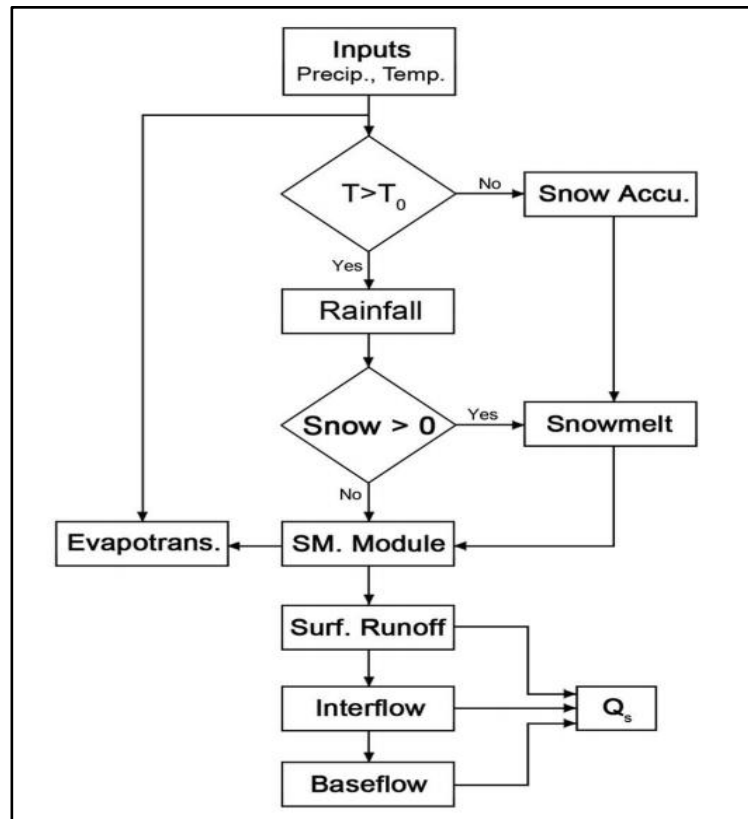 Inputs
Precip., Temp.
T>T₀
No
Snow Accu.
Yes
Rainfall
Snow > 0
Yes
Snowmelt
No
Evapotrans.
SM. Module
Surf. Runoff
Interflow
Qₛ
Baseflow